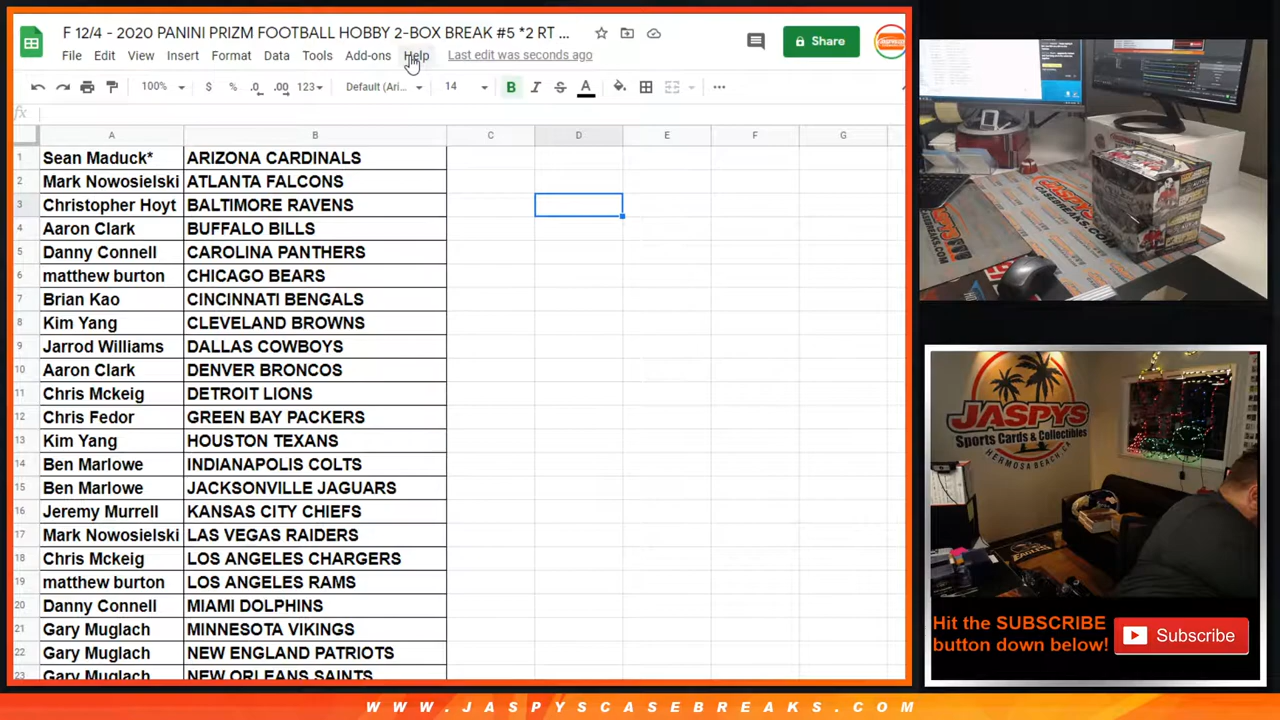 F 12/4 - 2020 PANINI PRIZM FOOTBALL HOBBY 2-BOX BREAK #5 *2 RT ...
Share
File Edit View Insert Format Data Tools Add-ons Help Last edit was seconds ago
100% $ % .0 .00 123 Default (Ari... 14 B I S A
fx
A B C D E F G
1 Sean Maduck* ARIZONA CARDINALS
2 Mark Nowosielski ATLANTA FALCONS
3 Christopher Hoyt BALTIMORE RAVENS
4 Aaron Clark BUFFALO BILLS
5 Danny Connell CAROLINA PANTHERS
6 matthew burton CHICAGO BEARS
7 Brian Kao CINCINNATI BENGALS
8 Kim Yang CLEVELAND BROWNS
9 Jarrod Williams DALLAS COWBOYS
10 Aaron Clark DENVER BRONCOS
11 Chris Mckeig DETROIT LIONS
12 Chris Fedor GREEN BAY PACKERS
13 Kim Yang HOUSTON TEXANS
14 Ben Marlowe INDIANAPOLIS COLTS
15 Ben Marlowe JACKSONVILLE JAGUARS
16 Jeremy Murrell KANSAS CITY CHIEFS
17 Mark Nowosielski LAS VEGAS RAIDERS
18 Chris Mckeig LOS ANGELES CHARGERS
19 matthew burton LOS ANGELES RAMS
20 Danny Connell MIAMI DOLPHINS
21 Gary Muglach MINNESOTA VIKINGS
22 Gary Muglach NEW ENGLAND PATRIOTS
23 Gary Muglach NEW ORLEANS SAINTS
JASPYS
Sports Cards & Collectibles
HERMOSA BEACH, CA
EAGLES
Hit the SUBSCRIBE
button down below!
Subscribe
WWW.JASPYSCASEBREAKS.COM